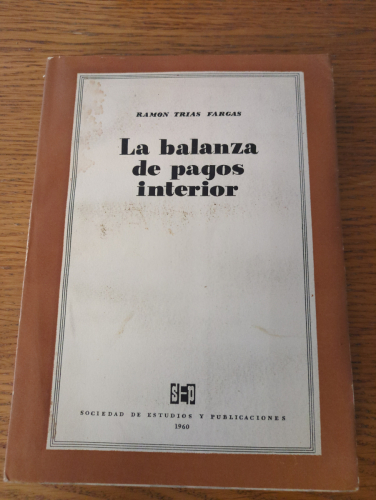 RAMON TRIAS FARGAS
La balanza
de pagos
interior
SEP
SOCIEDAD DE ESTUDIOS Y PUBLICACIONES
1960